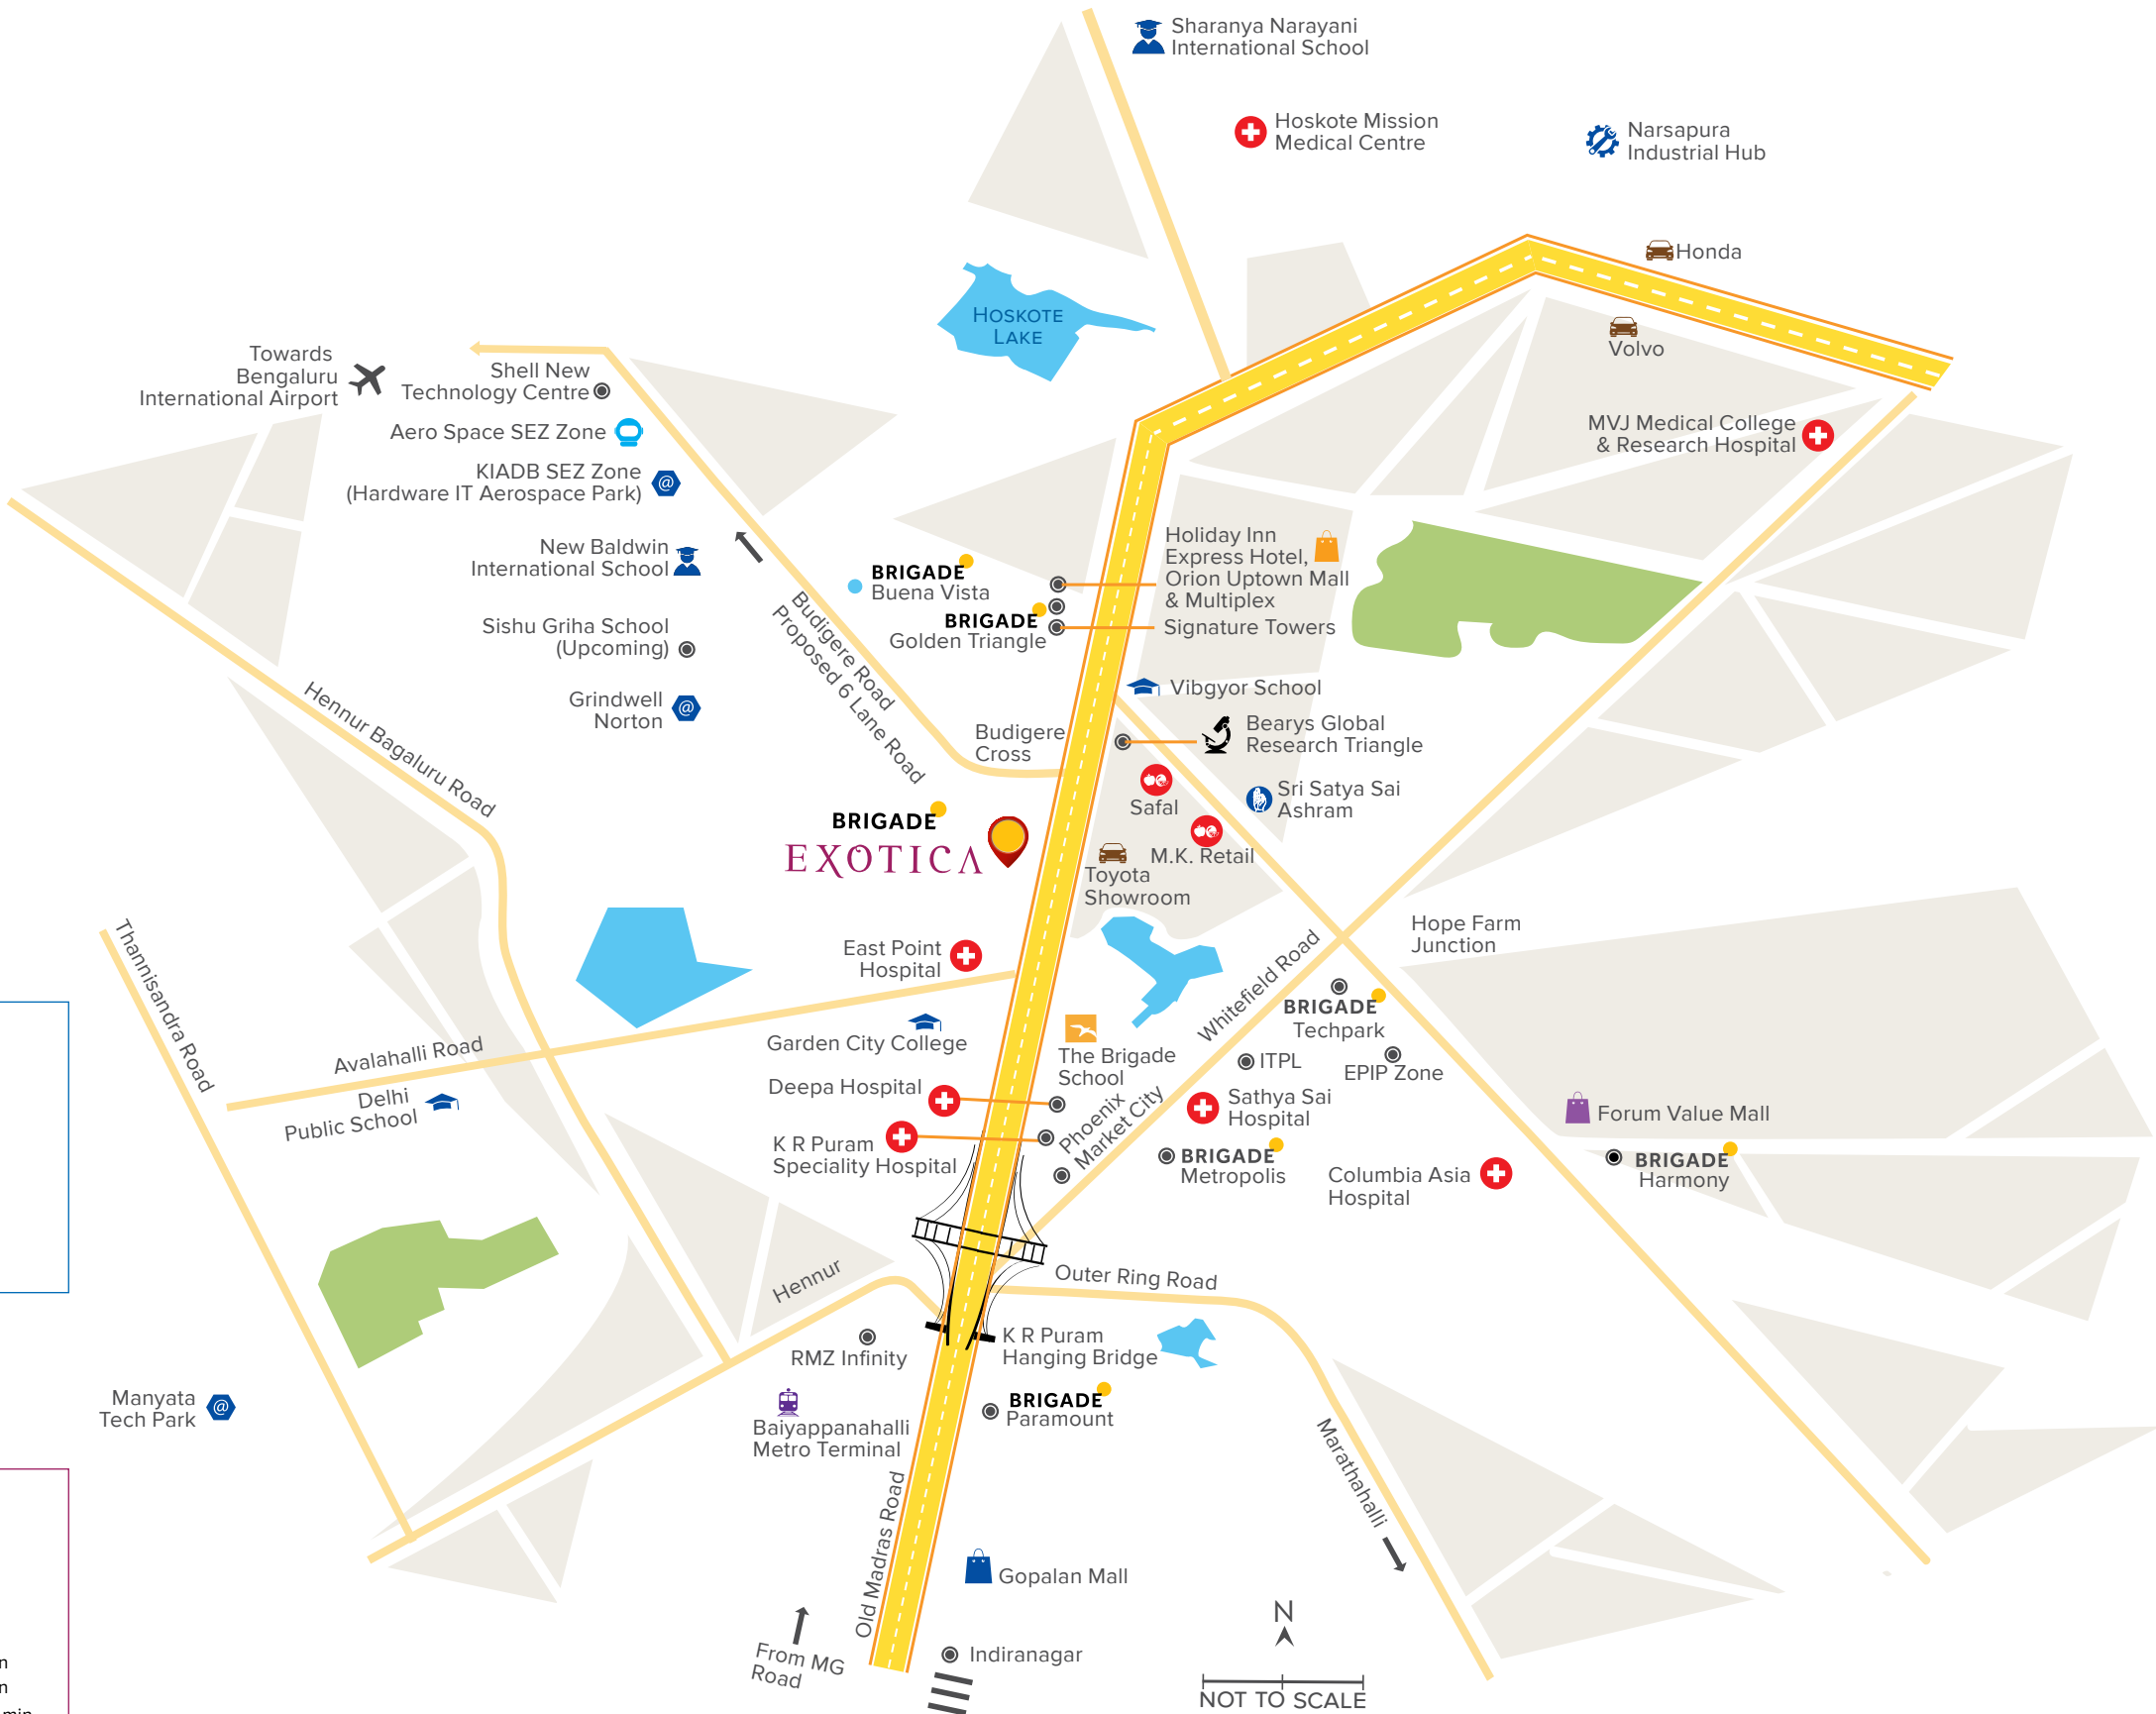 Sharanya Narayani
International School
Hoskote Mission
Medical Centre
Narsapura
Industrial Hub
Honda
Hoskote
Lake
Volvo
Towards
Bengaluru
International Airport
Shell New
Technology Centre
Aero Space SEZ Zone
KIADB SEZ Zone
(Hardware IT Aerospace Park)
@
MVJ Medical College
& Research Hospital
New Baldwin
International School
BRIGADE
Buena Vista
Holiday Inn
Express Hotel,
Orion Uptown Mall
& Multiplex
BRIGADE
Golden Triangle
Signature Towers
Sishu Griha School
(Upcoming)
Budigere Road
Proposed 6 Lane Road
Hennur Bagaluru Road
Grindwell
Norton
@
Vibgyor School
Budigere
Cross
Bearys Global
Research Triangle
Safal
Sri Satya Sai
Ashram
BRIGADE
EXOTICA
M.K. Retail
Toyota
Showroom
East Point
Hospital
Hope Farm
Junction
Whitefield Road
Thannisandra Road
BRIGADE
Techpark
Avalahalli Road
Garden City College
The Brigade
School
ITPL
EPIP Zone
Delhi
Public School
Deepa Hospital
Phoenix
Market City
Sathya Sai
Hospital
Forum Value Mall
K R Puram
Speciality Hospital
BRIGADE
Metropolis
Columbia Asia
Hospital
BRIGADE
Harmony
Hennur
Outer Ring Road
RMZ Infinity
K R Puram
Hanging Bridge
Manyata
Tech Park
@
Baiyappanahalli
Metro Terminal
BRIGADE
Paramount
Marathahalli
Old Madras Road
Gopalan Mall
From MG
Road
Indiranagar
N
NOT TO SCALE
n
n
min